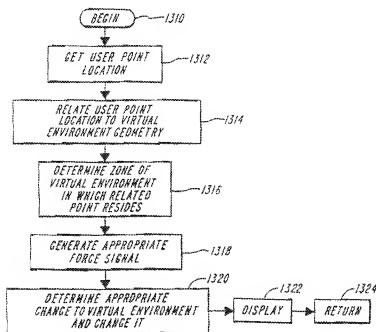 BEGIN
1310
GET USER POINT
LOCATION
1312
RELATE USER POINT
LOCATION TO VIRTUAL
ENVIRONMENT GEOMETRY
1314
DETERMINE ZONE OF
VIRTUAL ENVIRONMENT
IN WHICH RELATED
POINT RESIDES
1316
GENERATE APPROPRIATE
FORCE SIGNAL
1318
1320
DETERMINE APPROPRIATE
CHANGE TO VIRTUAL ENVIRONMENT
AND CHANGE IT
1322
DISPLAY
1324
RETURN